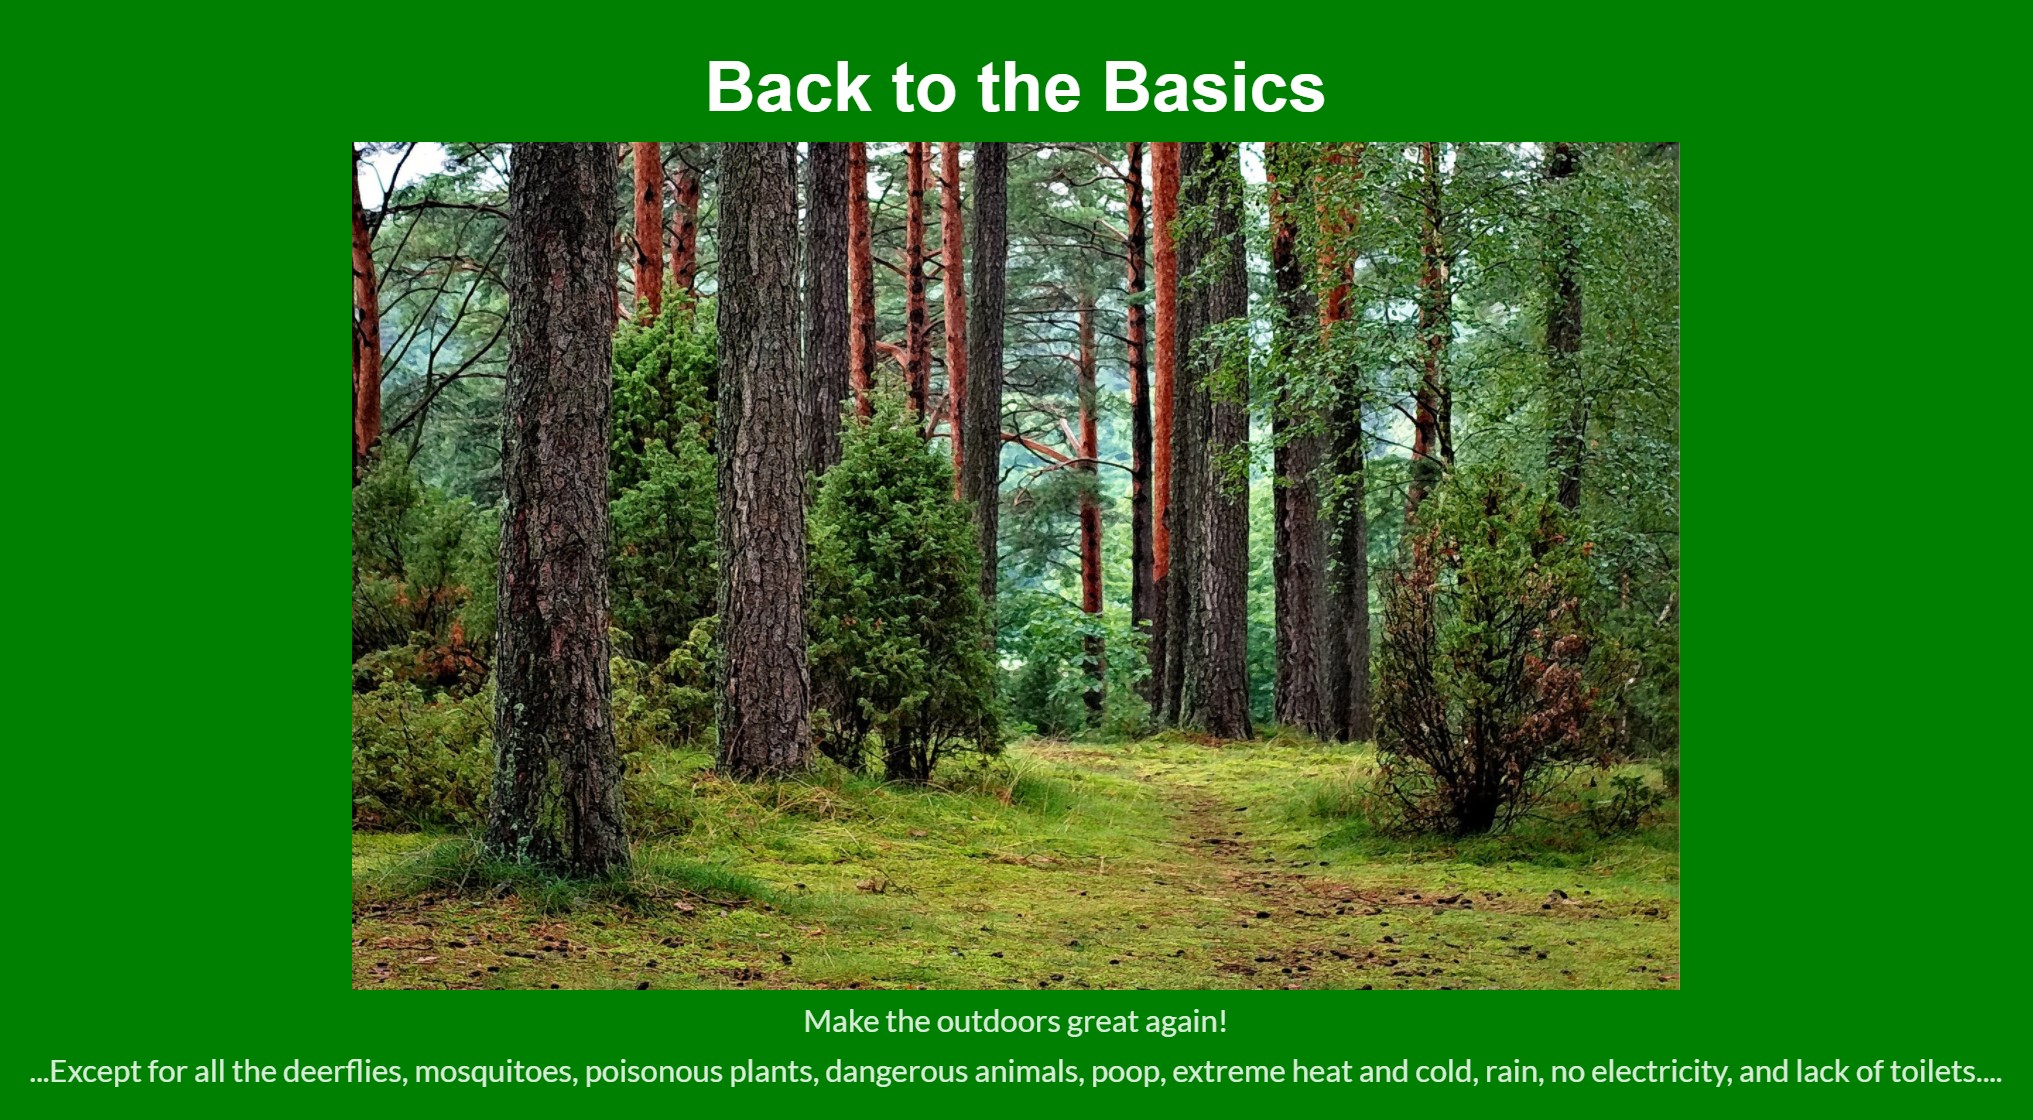 Back to the Basics
Make the outdoors great again!
...Except for all the deerflies, mosquitoes, poisonous plants, dangerous animals, poop, extreme heat and cold, rain, no electricity, and lack of toilets....